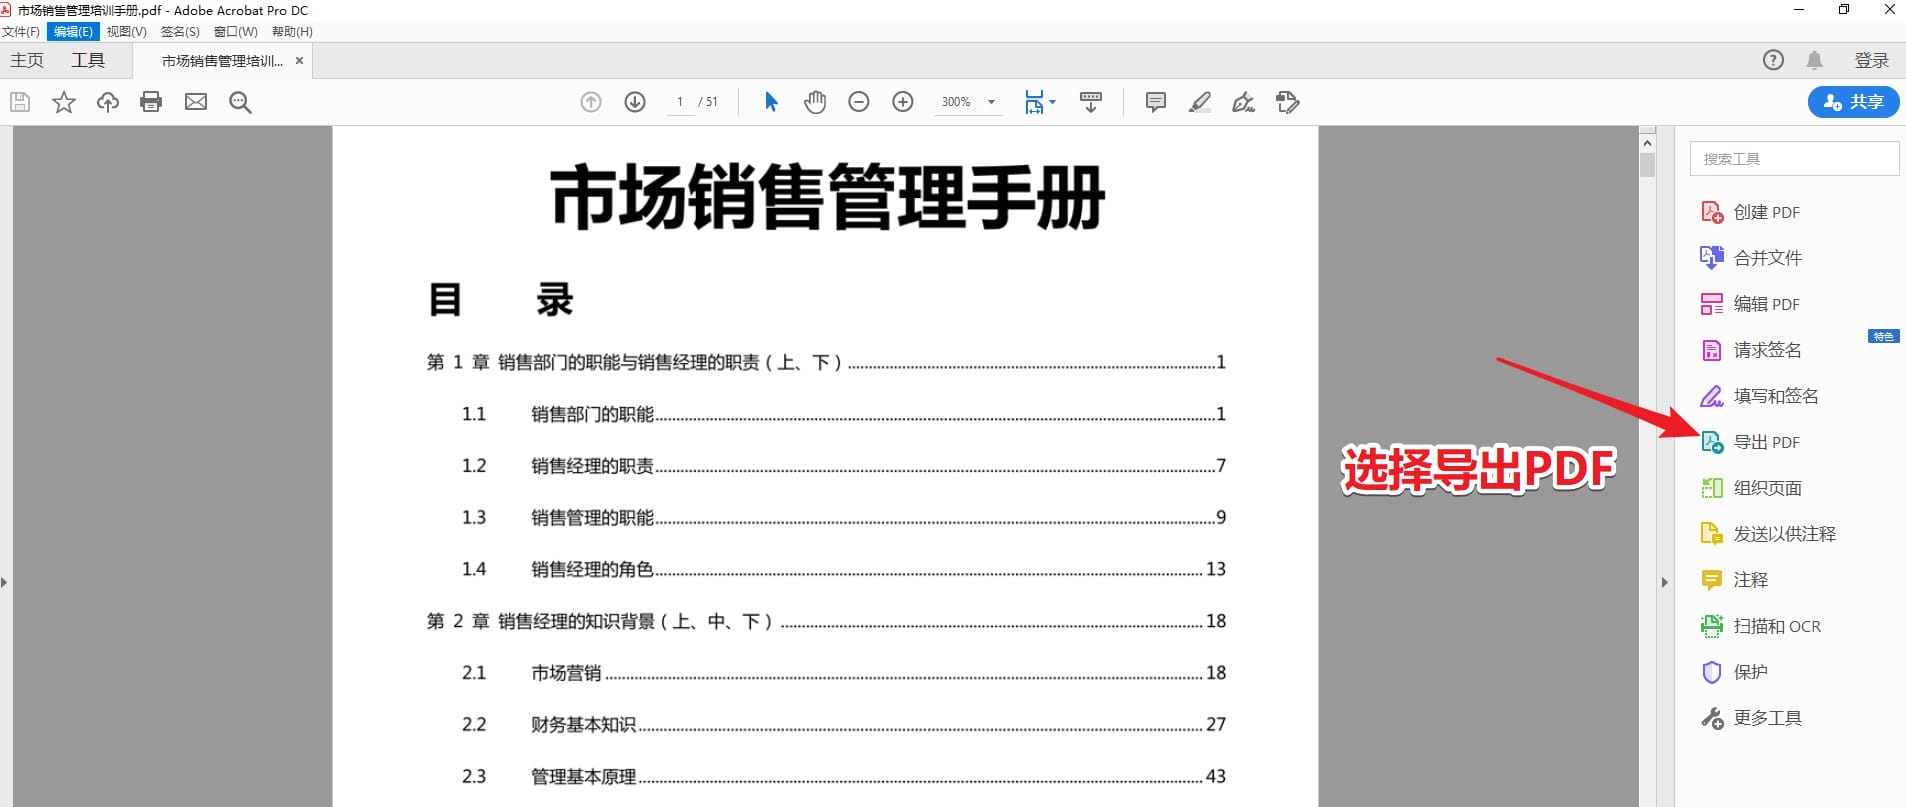 市场销售管理培训手册.pdf - Adobe Acrobat Pro DC
文件(F) 编辑(E) 视图(V) 签名(S) 窗口(W) 帮助(H)
主页 工具 市场销售管理培训... × 登录
1 / 51 300% 共享
市场销售管理手册
目 录
第 1 章 销售部门的职能与销售经理的职责（上、下）........1
1.1 销售部门的职能........1
1.2 销售经理的职责........7
1.3 销售管理的职能........9
1.4 销售经理的角色........13
第 2 章 销售经理的知识背景（上、中、下）........18
2.1 市场营销........18
2.2 财务基本知识........27
2.3 管理基本原理........43
选择导出PDF
搜索工具
创建 PDF
合并文件
编辑 PDF
特色
请求签名
填写和签名
导出 PDF
组织页面
发送以供注释
注释
扫描和 OCR
保护
更多工具